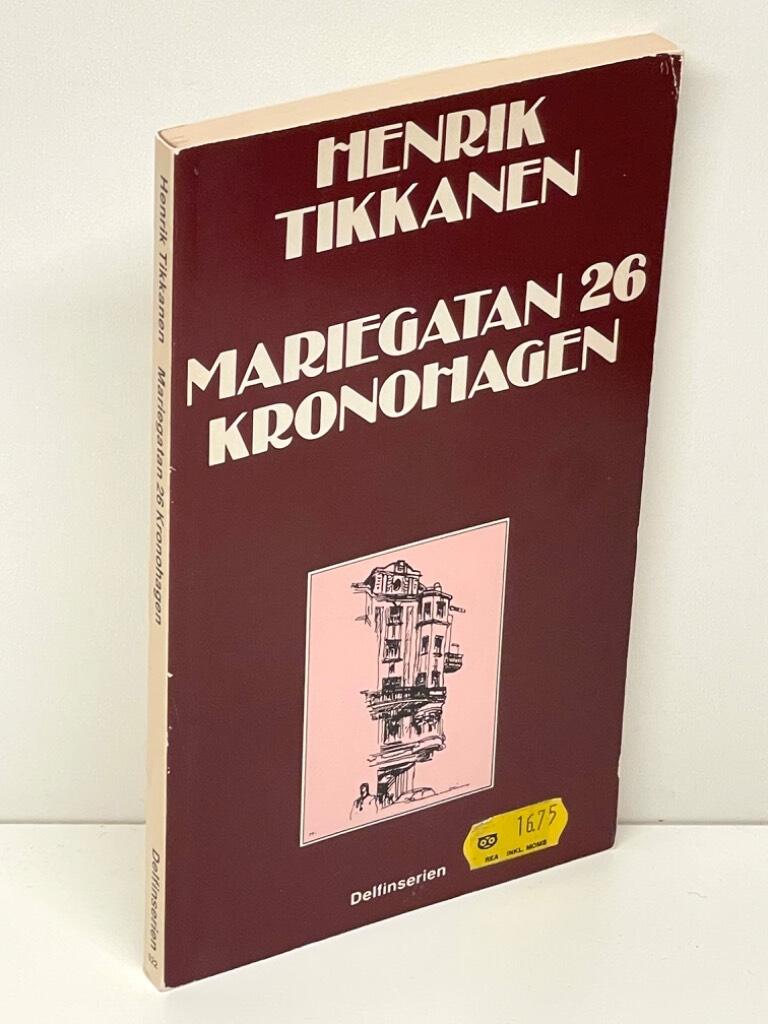 HENRIK
TIKKANEN
MARIEGATAN 26
KRONOHAGEN
16.75
REA INKL. MOMS
Delfinserien
Henrik Tikkanen Mariegatan 26 Kronohagen Delfinserien